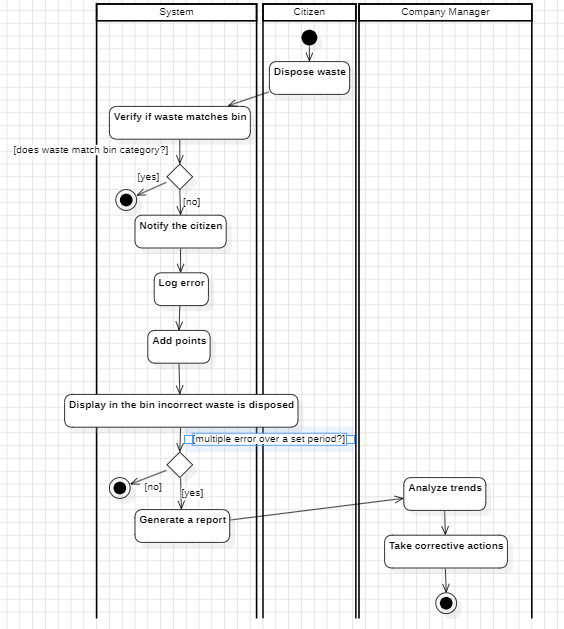 System
Citizen
Company Manager
Dispose waste
Verify if waste matches bin
[does waste match bin category?]
[yes]
[no]
Notify the citizen
Log error
Add points
Display in the bin incorrect waste is disposed
[multiple error over a set period?]
[no]
[yes]
Analyze trends
Generate a report
Take corrective actions